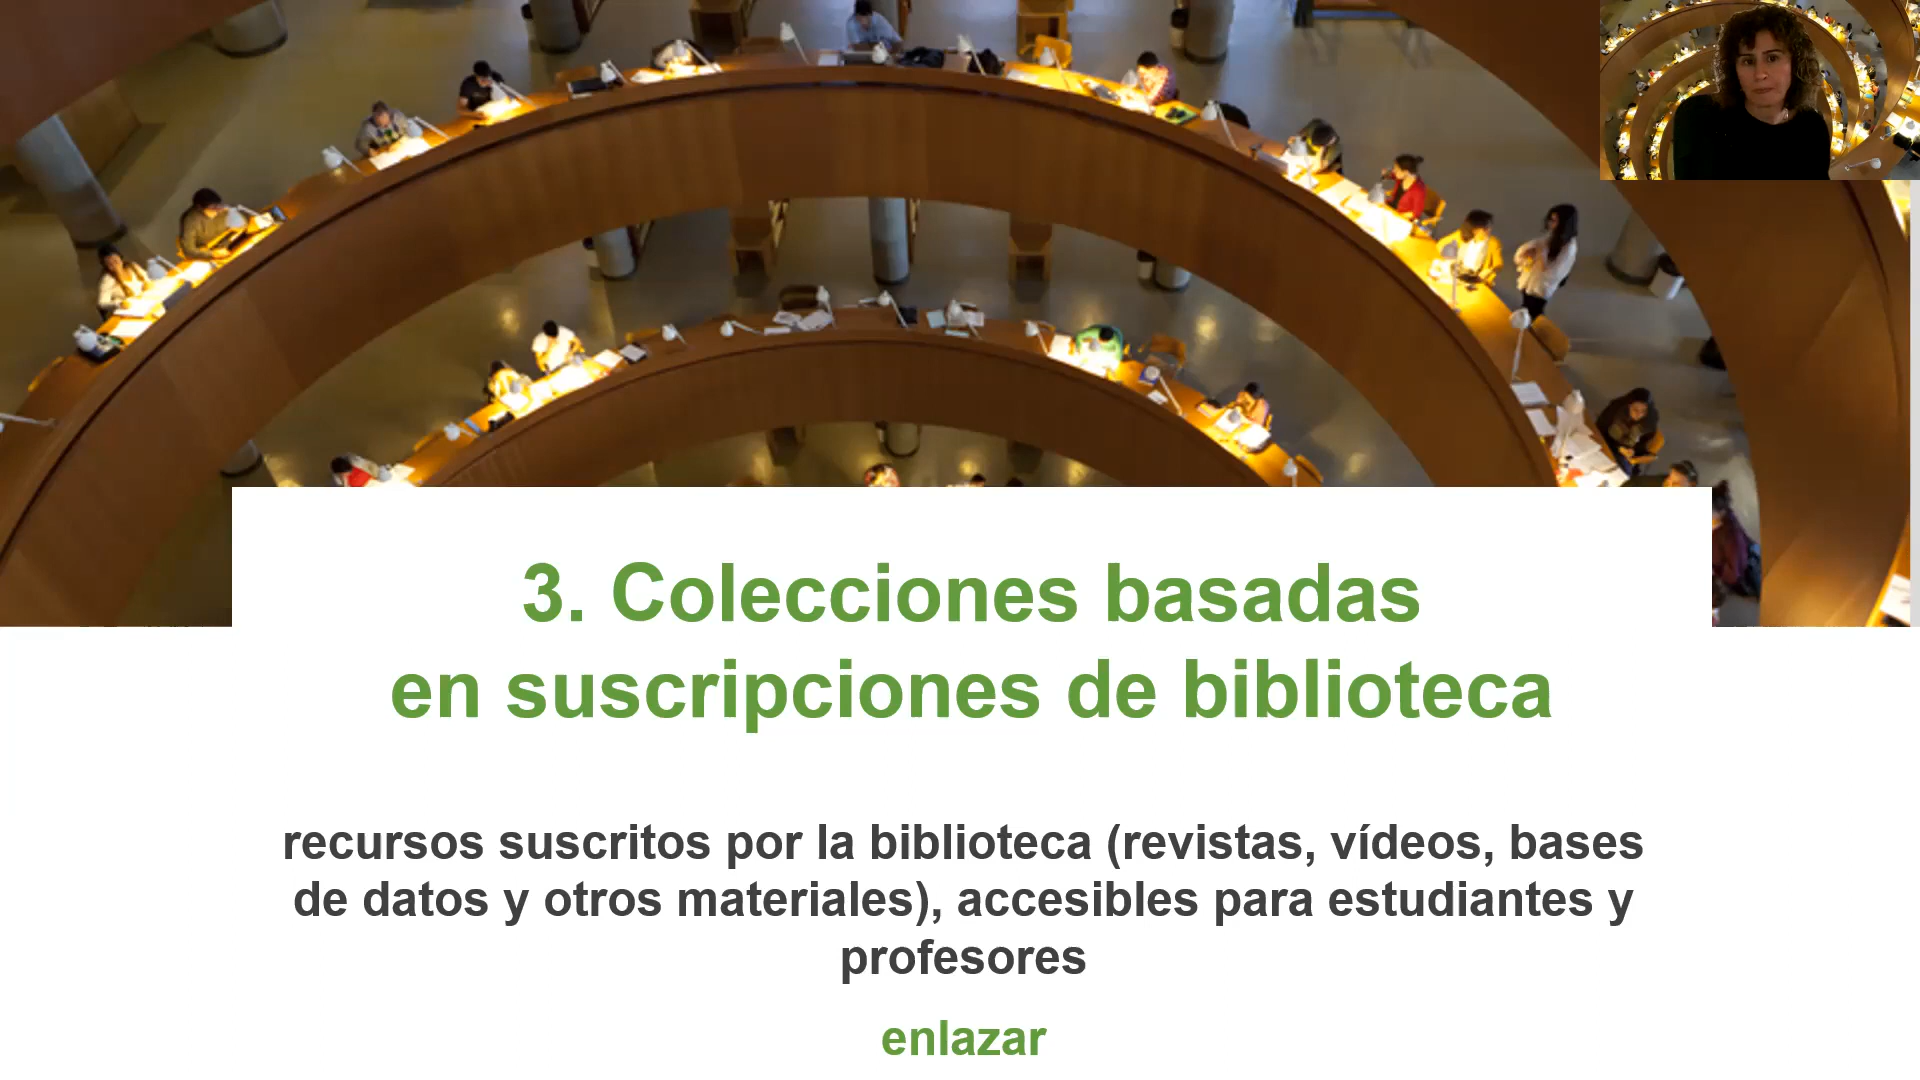 3. Colecciones basadas
en suscripciones de biblioteca
recursos suscritos por la biblioteca (revistas, vídeos, bases
de datos y otros materiales), accesibles para estudiantes y
profesores
enlazar